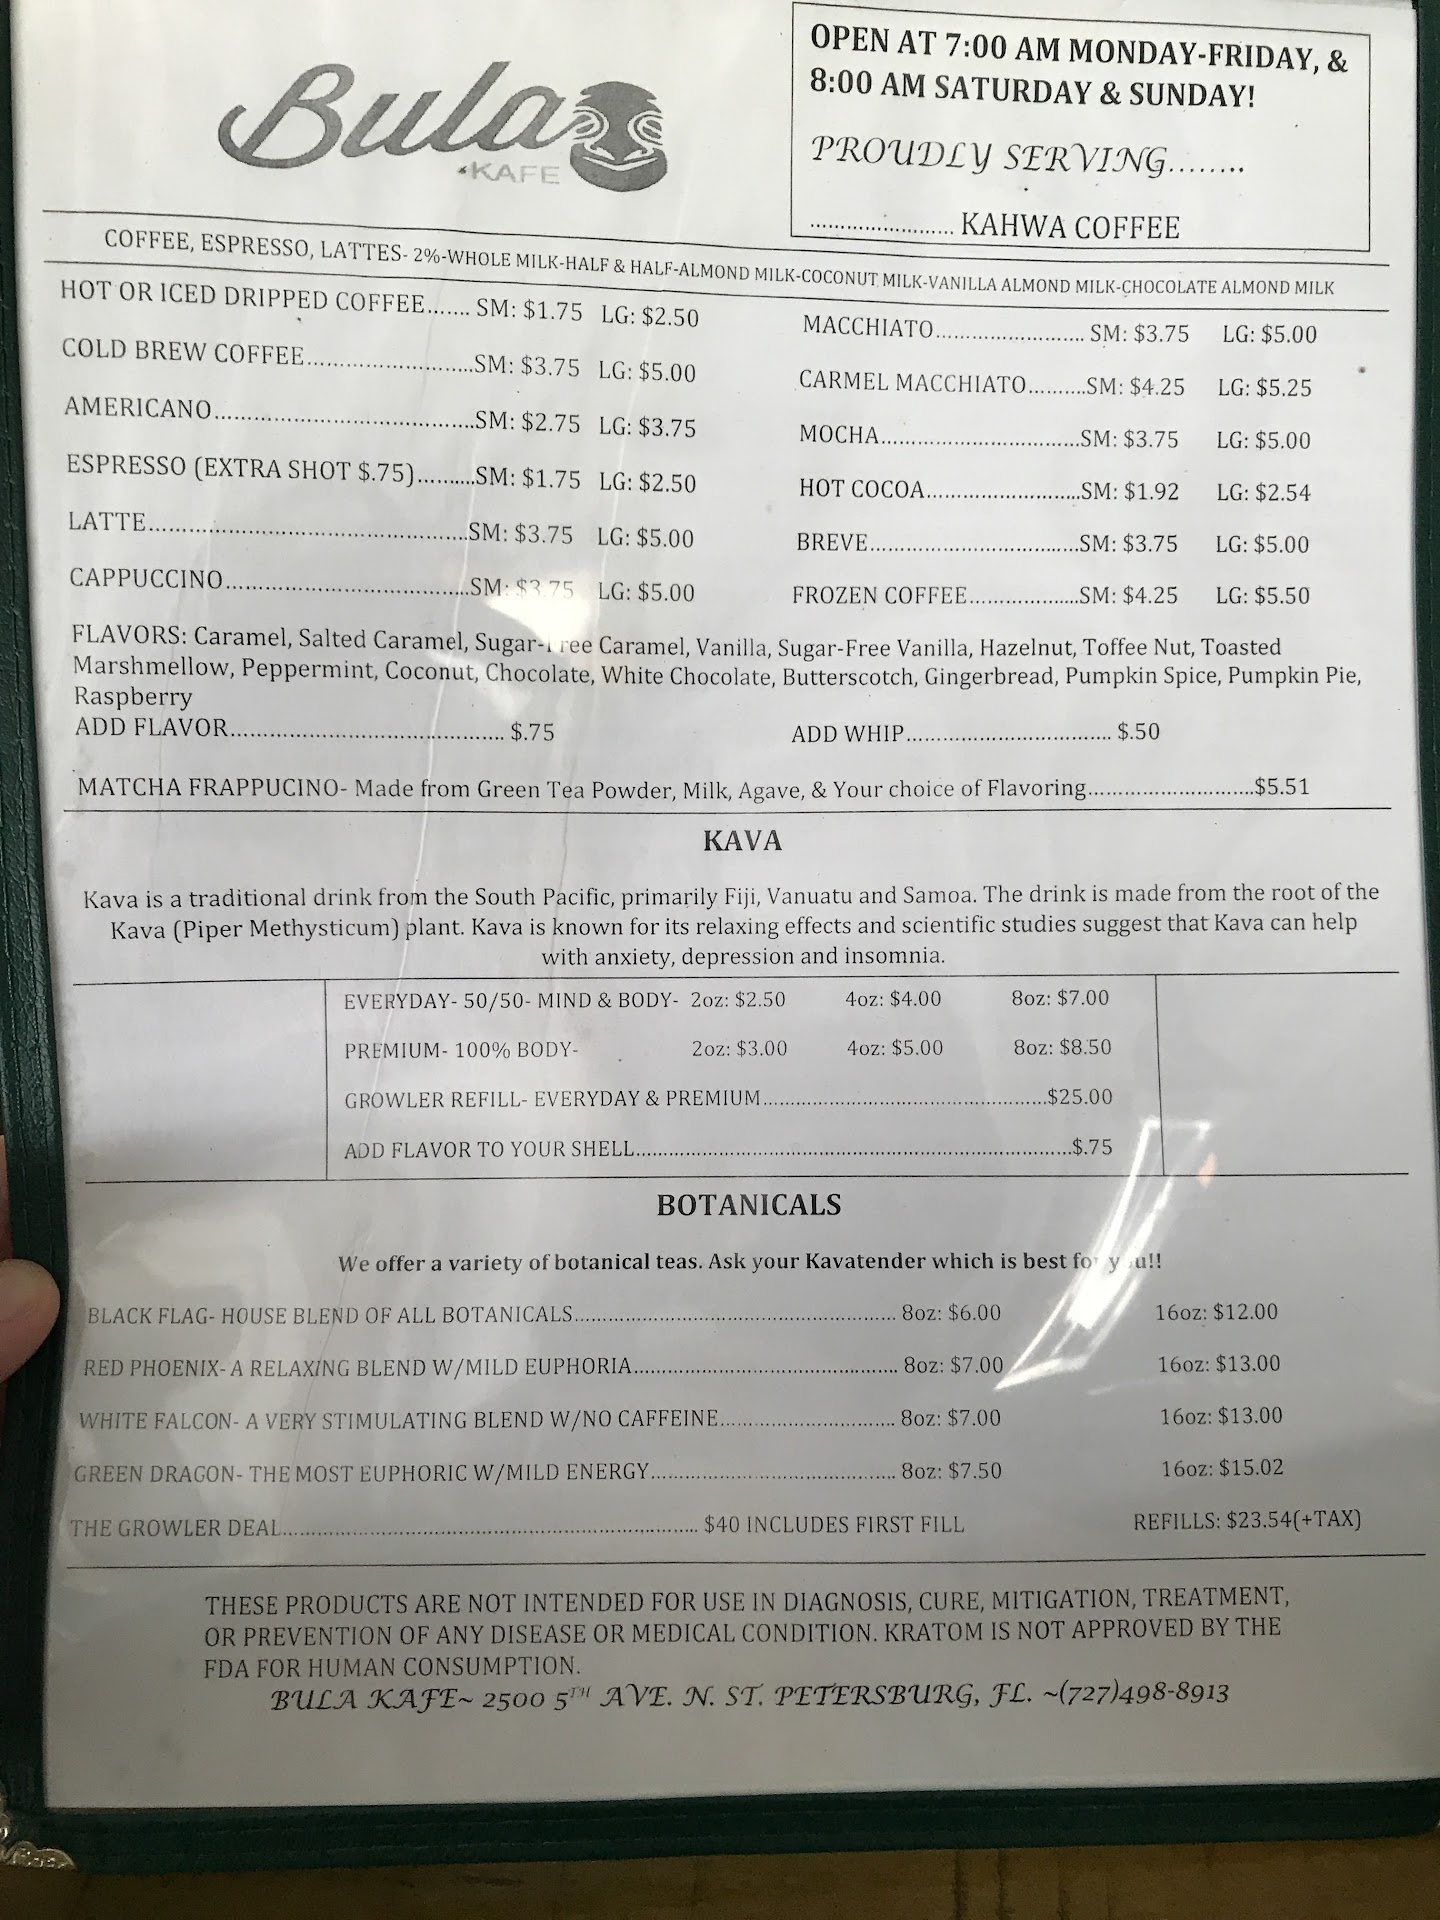 Bula
KAFE
OPEN AT 7:00 AM MONDAY-FRIDAY, &
8:00 AM SATURDAY & SUNDAY!
PROUDLY SERVING........
........................ KAHWA COFFEE
COFFEE, ESPRESSO, LATTES- 2%-WHOLE MILK-HALF & HALF-ALMOND MILK-COCONUT MILK-VANILLA ALMOND MILK-CHOCOLATE ALMOND MILK
HOT OR ICED DRIPPED COFFEE....... SM: $1.75 LG: $2.50
COLD BREW COFFEE............................SM: $3.75 LG: $5.00
AMERICANO...........................................SM: $2.75 LG: $3.75
ESPRESSO (EXTRA SHOT $.75)..........SM: $1.75 LG: $2.50
LATTE.....................................................SM: $3.75 LG: $5.00
CAPPUCCINO.........................................SM: $3.75 LG: $5.00
MACCHIATO......................... SM: $3.75 LG: $5.00
CARMEL MACCHIATO..........SM: $4.25 LG: $5.25
MOCHA.................................SM: $3.75 LG: $5.00
HOT COCOA..........................SM: $1.92 LG: $2.54
BREVE...................................SM: $3.75 LG: $5.00
FROZEN COFFEE..................SM: $4.25 LG: $5.50
FLAVORS: Caramel, Salted Caramel, Sugar-Free Caramel, Vanilla, Sugar-Free Vanilla, Hazelnut, Toffee Nut, Toasted
Marshmellow, Peppermint, Coconut, Chocolate, White Chocolate, Butterscotch, Gingerbread, Pumpkin Spice, Pumpkin Pie,
Raspberry
ADD FLAVOR.............................................. $.75 ADD WHIP.................................. $.50
MATCHA FRAPPUCINO- Made from Green Tea Powder, Milk, Agave, & Your choice of Flavoring............................$5.51
KAVA
Kava is a traditional drink from the South Pacific, primarily Fiji, Vanuatu and Samoa. The drink is made from the root of the
Kava (Piper Methysticum) plant. Kava is known for its relaxing effects and scientific studies suggest that Kava can help
with anxiety, depression and insomnia.
EVERYDAY- 50/50- MIND & BODY- 2oz: $2.50 4oz: $4.00 8oz: $7.00
PREMIUM- 100% BODY- 2oz: $3.00 4oz: $5.00 8oz: $8.50
GROWLER REFILL- EVERYDAY & PREMIUM...............................................$25.00
ADD FLAVOR TO YOUR SHELL.........................................................................$.75
BOTANICALS
We offer a variety of botanical teas. Ask your Kavatender which is best for you!!
BLACK FLAG- HOUSE BLEND OF ALL BOTANICALS...................................................... 8oz: $6.00 16oz: $12.00
RED PHOENIX- A RELAXING BLEND W/MILD EUPHORIA............................................ 8oz: $7.00 16oz: $13.00
WHITE FALCON- A VERY STIMULATING BLEND W/NO CAFFEINE............................. 8oz: $7.00 16oz: $13.00
GREEN DRAGON- THE MOST EUPHORIC W/MILD ENERGY......................................... 8oz: $7.50 16oz: $15.02
THE GROWLER DEAL..................................................................... $40 INCLUDES FIRST FILL REFILLS: $23.54(+TAX)
THESE PRODUCTS ARE NOT INTENDED FOR USE IN DIAGNOSIS, CURE, MITIGATION, TREATMENT,
OR PREVENTION OF ANY DISEASE OR MEDICAL CONDITION. KRATOM IS NOT APPROVED BY THE
FDA FOR HUMAN CONSUMPTION.
BULA KAFE~ 2500 5TH AVE. N. ST. PETERSBURG, FL. ~(727)498-8913